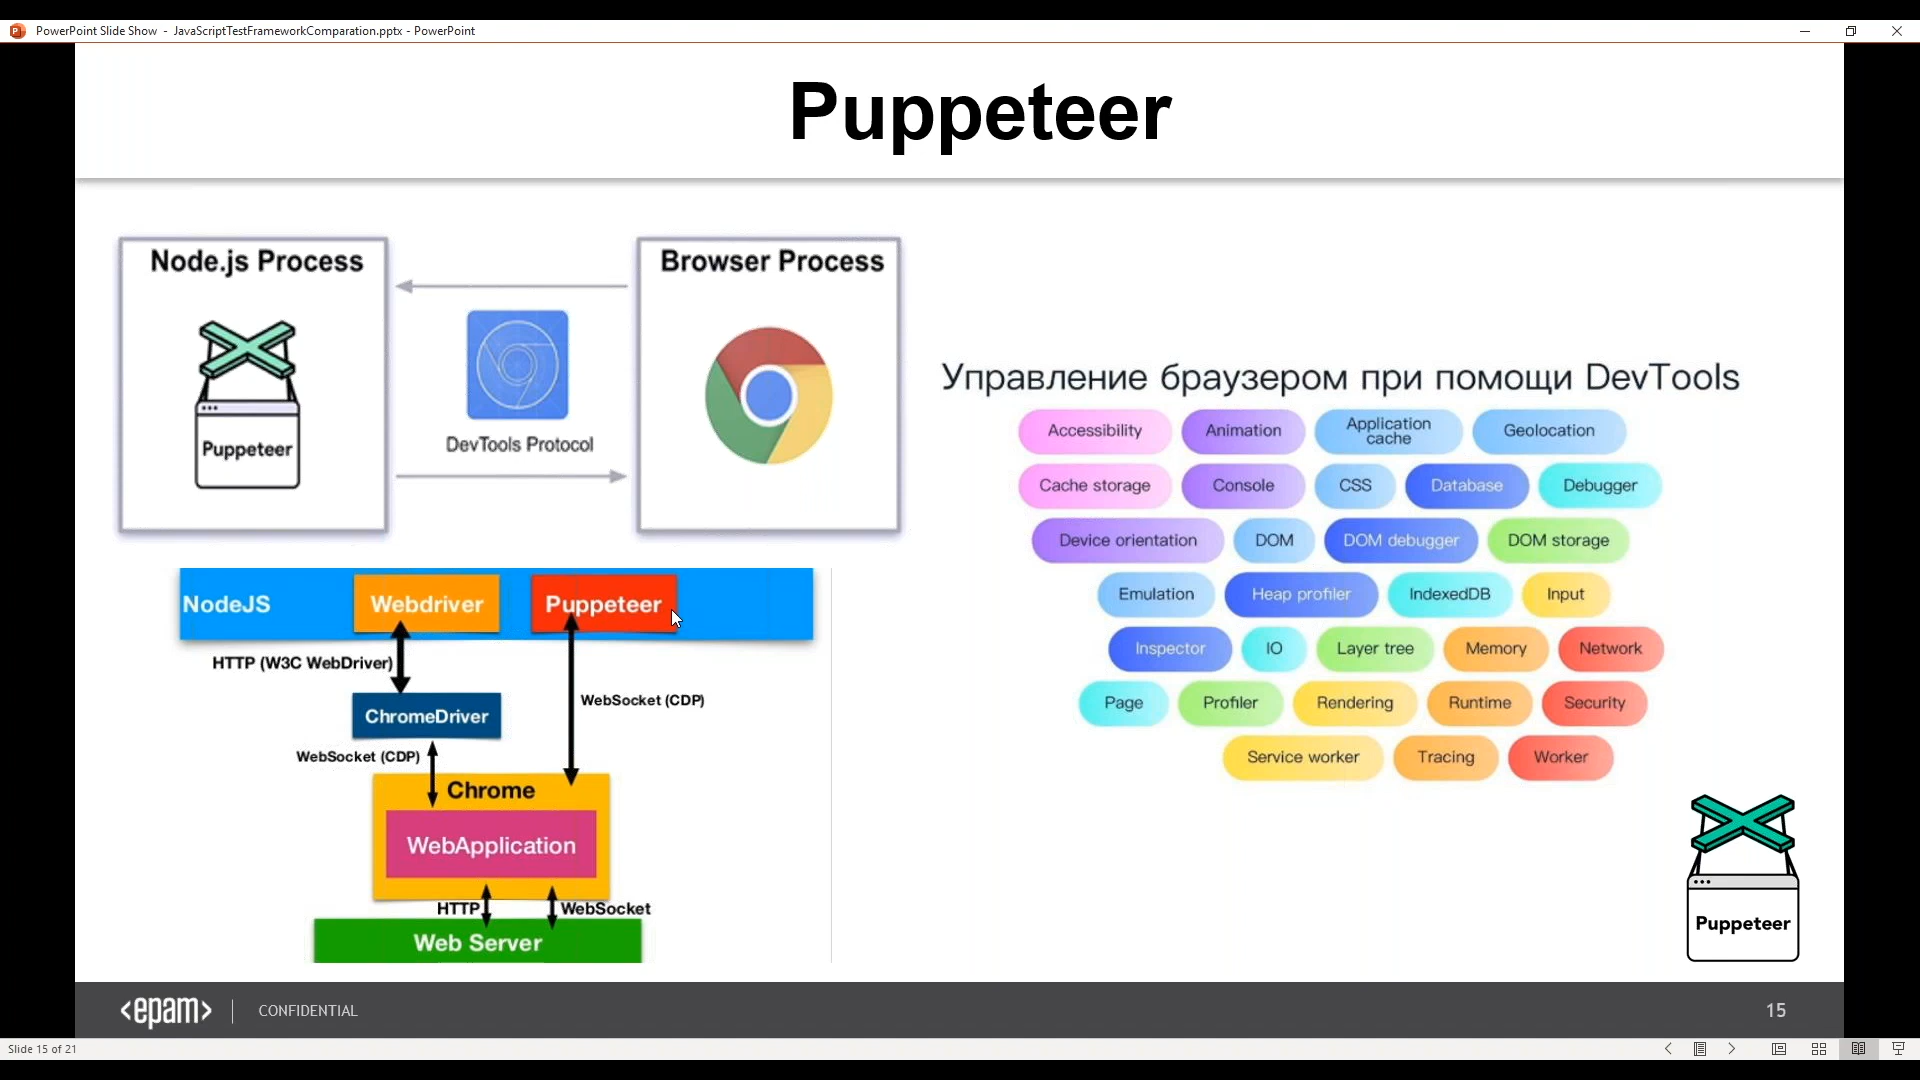 PowerPoint Slide Show - JavaScriptTestFrameworkComparation.pptx - PowerPoint
Puppeteer
Node.js Process
Puppeteer
DevTools Protocol
Browser Process
NodeJS
Webdriver
Puppeteer
HTTP (W3C WebDriver)
WebSocket (CDP)
ChromeDriver
WebSocket (CDP)
Chrome
WebApplication
HTTP
WebSocket
Web Server
Управление браузером при помощи DevTools
Accessibility
Animation
Application
cache
Geolocation
Cache storage
Console
CSS
Database
Debugger
Device orientation
DOM
DOM debugger
DOM storage
Emulation
Heap profiler
IndexedDB
Input
Inspector
IO
Layer tree
Memory
Network
Page
Profiler
Rendering
Runtime
Security
Service worker
Tracing
Worker
Puppeteer
<epam>
CONFIDENTIAL
15
Slide 15 of 21